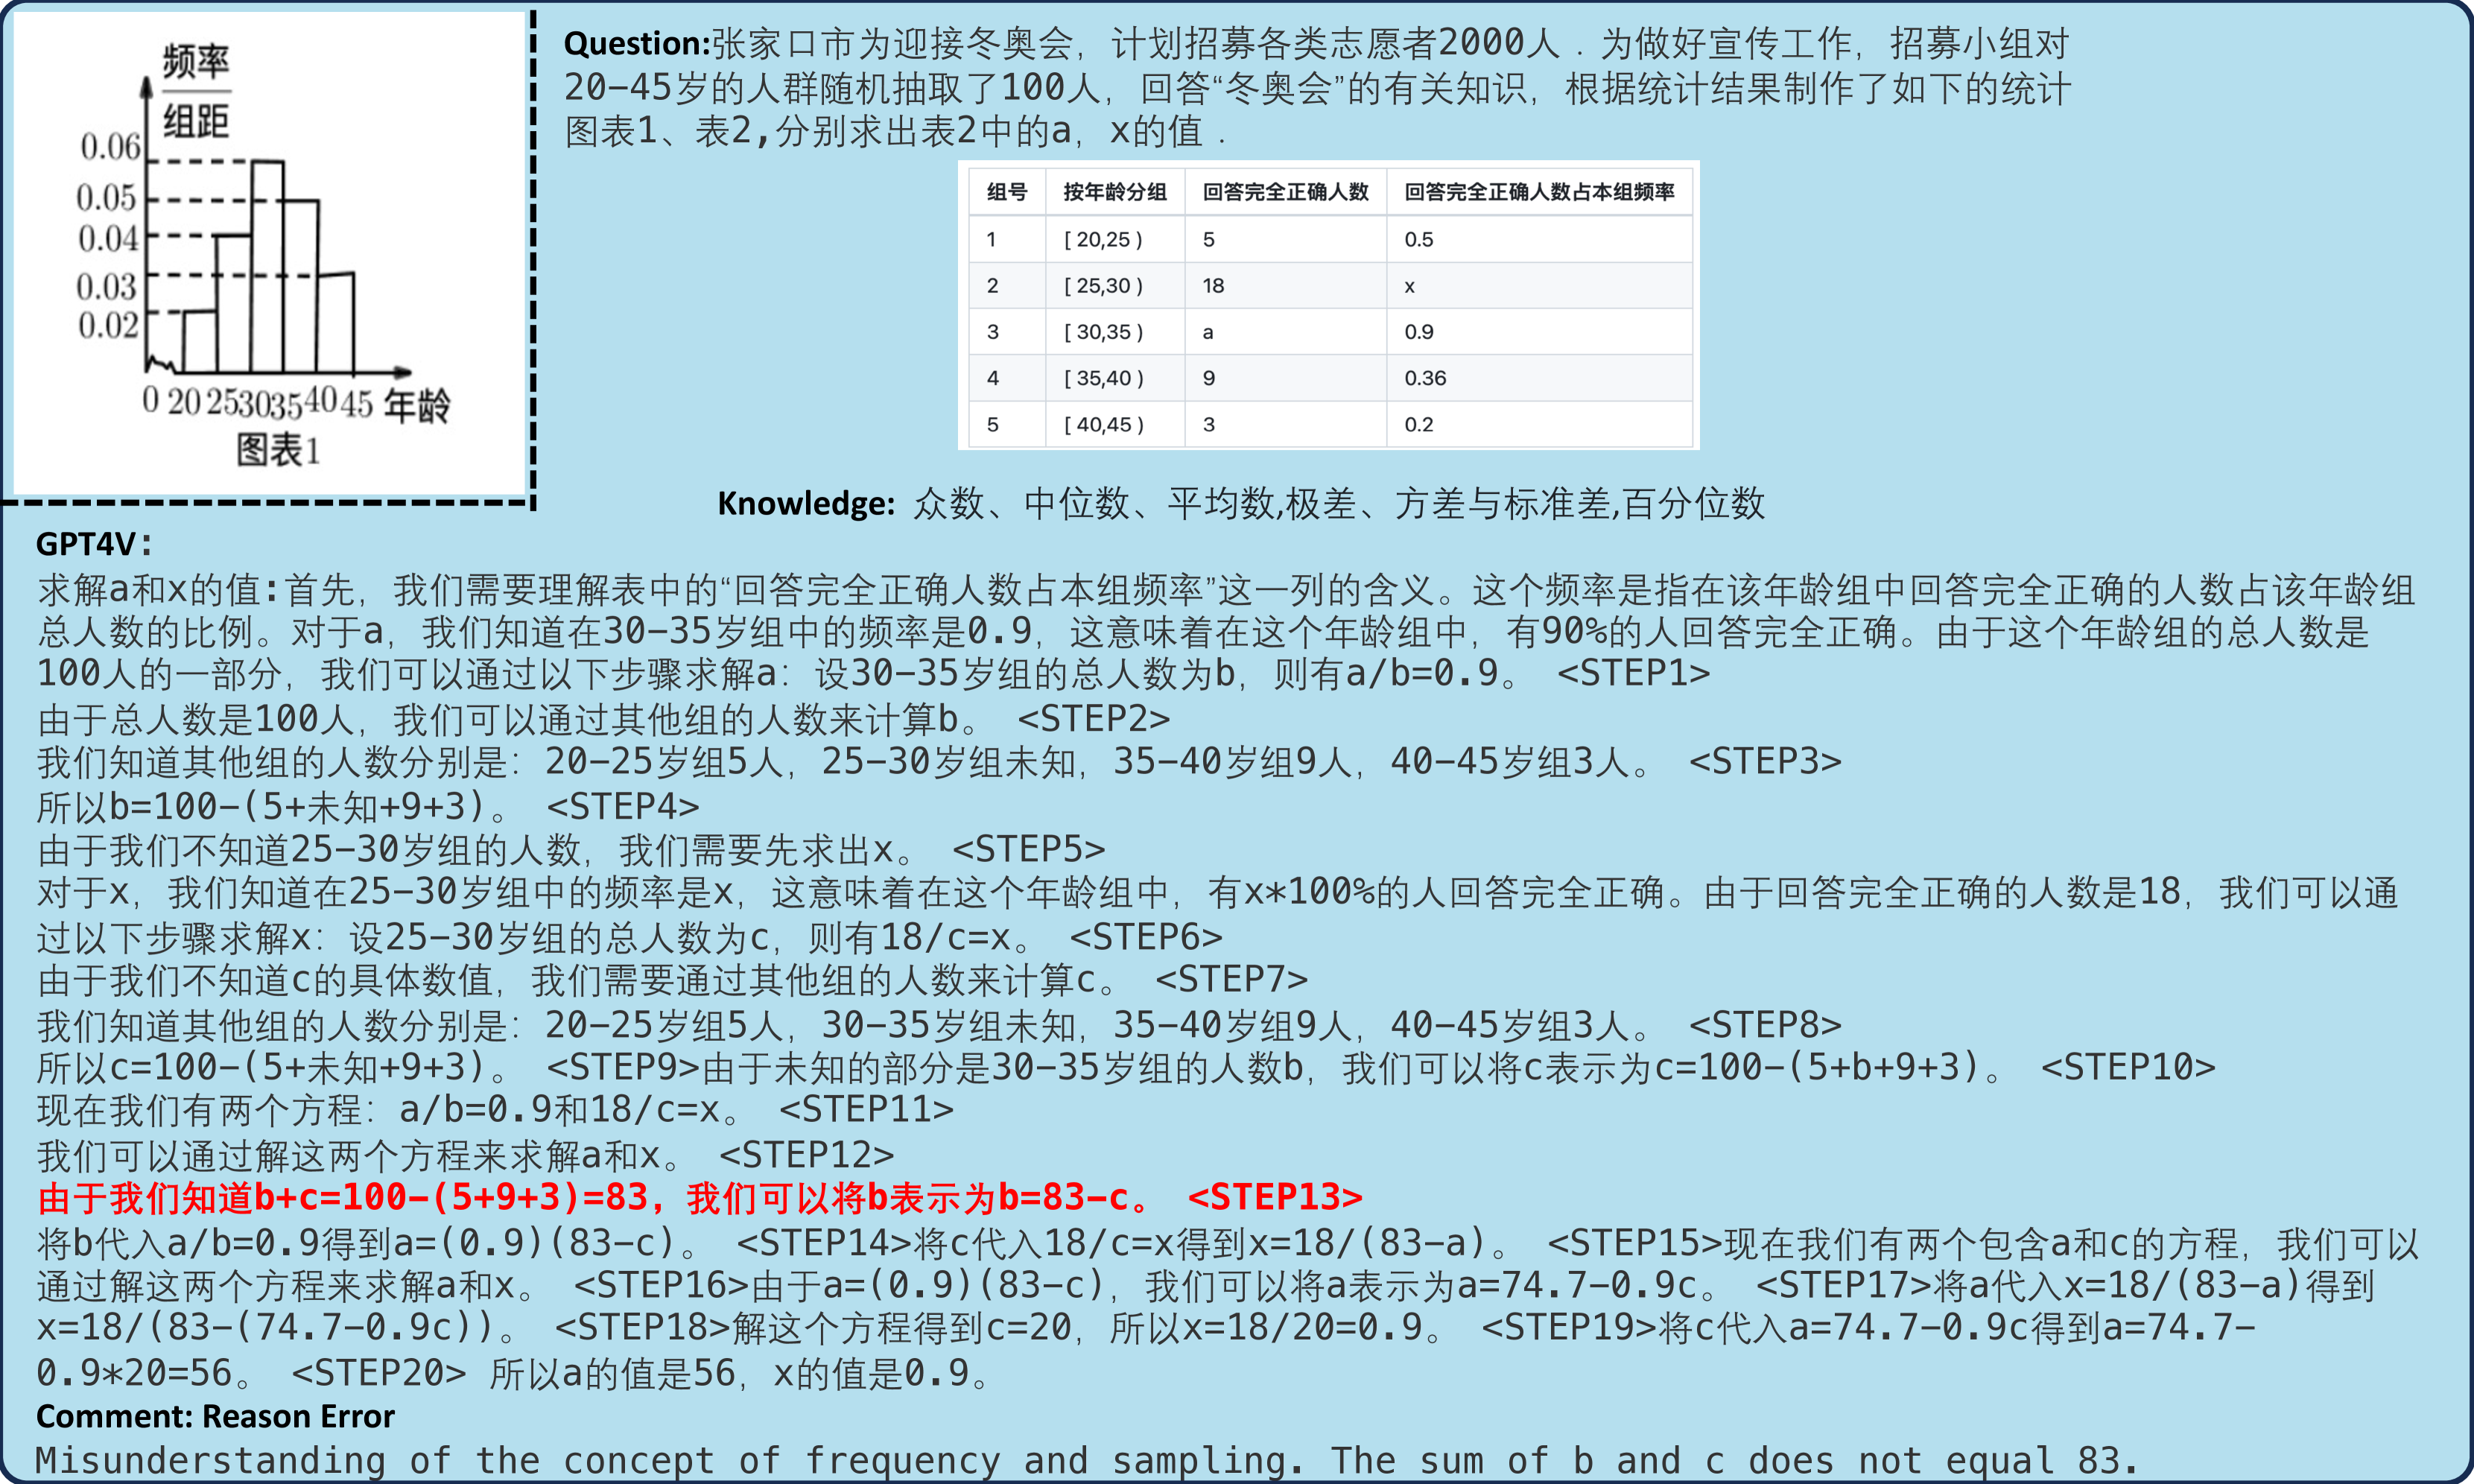 频率
组距
0.06
0.05
0.04
0.03
0.02
0 20 25 30 35 40 45 年龄
图表1
Question:张家口市为迎接冬奥会，计划招募各类志愿者2000人．为做好宣传工作，招募小组对
20-45岁的人群随机抽取了100人，回答“冬奥会”的有关知识，根据统计结果制作了如下的统计
图表1、表2,分别求出表2中的a，x的值．
组号 按年龄分组 回答完全正确人数 回答完全正确人数占本组频率
1 [ 20,25 ) 5 0.5
2 [ 25,30 ) 18 x
3 [ 30,35 ) a 0.9
4 [ 35,40 ) 9 0.36
5 [ 40,45 ) 3 0.2
Knowledge: 众数、中位数、平均数,极差、方差与标准差,百分位数
GPT4V:
求解a和x的值:首先，我们需要理解表中的“回答完全正确人数占本组频率”这一列的含义。这个频率是指在该年龄组中回答完全正确的人数占该年龄组
总人数的比例。对于a，我们知道在30-35岁组中的频率是0.9，这意味着在这个年龄组中，有90%的人回答完全正确。由于这个年龄组的总人数是
100人的一部分，我们可以通过以下步骤求解a：设30-35岁组的总人数为b，则有a/b=0.9。 <STEP1>
由于总人数是100人，我们可以通过其他组的人数来计算b。 <STEP2>
我们知道其他组的人数分别是：20-25岁组5人，25-30岁组未知，35-40岁组9人，40-45岁组3人。 <STEP3>
所以b=100-(5+未知+9+3)。 <STEP4>
由于我们不知道25-30岁组的人数，我们需要先求出x。 <STEP5>
对于x，我们知道在25-30岁组中的频率是x，这意味着在这个年龄组中，有x*100%的人回答完全正确。由于回答完全正确的人数是18，我们可以通
过以下步骤求解x：设25-30岁组的总人数为c，则有18/c=x。 <STEP6>
由于我们不知道c的具体数值，我们需要通过其他组的人数来计算c。 <STEP7>
我们知道其他组的人数分别是：20-25岁组5人，30-35岁组未知，35-40岁组9人，40-45岁组3人。 <STEP8>
所以c=100-(5+未知+9+3)。 <STEP9>由于未知的部分是30-35岁组的人数b，我们可以将c表示为c=100-(5+b+9+3)。 <STEP10>
现在我们有两个方程：a/b=0.9和18/c=x。 <STEP11>
我们可以通过解这两个方程来求解a和x。 <STEP12>
由于我们知道b+c=100-(5+9+3)=83，我们可以将b表示为b=83-c。 <STEP13>
将b代入a/b=0.9得到a=(0.9)(83-c)。 <STEP14>将c代入18/c=x得到x=18/(83-a)。 <STEP15>现在我们有两个包含a和c的方程，我们可以
通过解这两个方程来求解a和x。 <STEP16>由于a=(0.9)(83-c)，我们可以将a表示为a=74.7-0.9c。 <STEP17>将a代入x=18/(83-a)得到
x=18/(83-(74.7-0.9c))。 <STEP18>解这个方程得到c=20，所以x=18/20=0.9。 <STEP19>将c代入a=74.7-0.9c得到a=74.7-
0.9*20=56。 <STEP20> 所以a的值是56，x的值是0.9。
Comment: Reason Error
Misunderstanding of the concept of frequency and sampling. The sum of b and c does not equal 83.